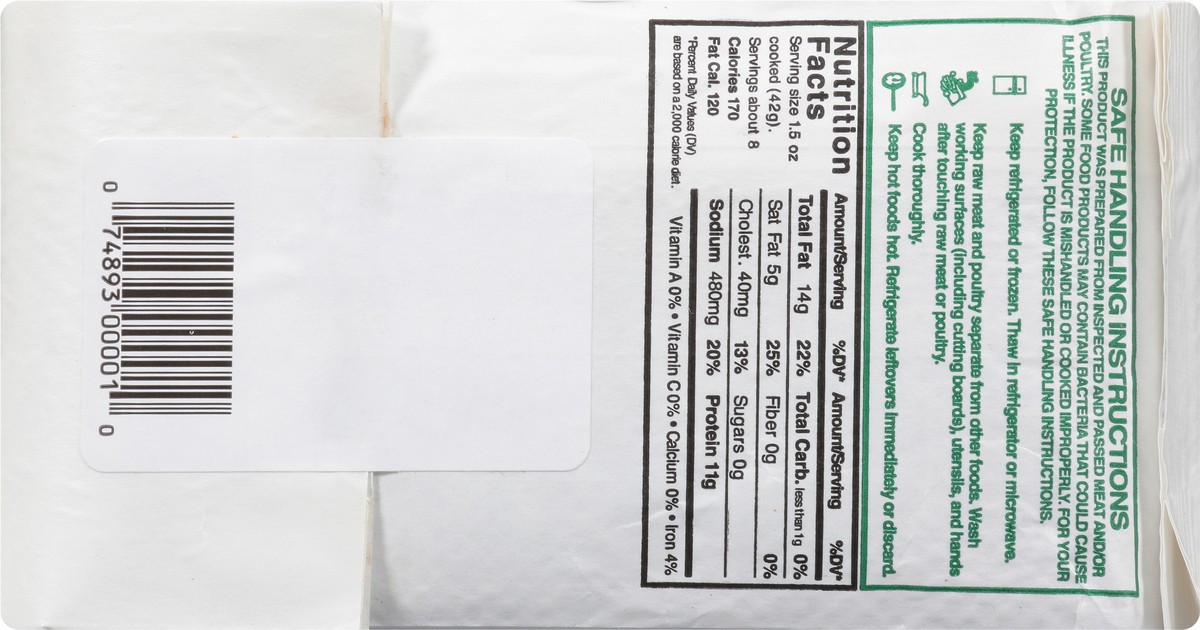 SAFE HANDLING INSTRUCTIONS
THIS PRODUCT WAS PREPARED FROM INSPECTED AND PASSED MEAT AND/OR
POULTRY. SOME FOOD PRODUCTS MAY CONTAIN BACTERIA THAT COULD CAUSE
ILLNESS IF THE PRODUCT IS MISHANDLED OR COOKED IMPROPERLY. FOR YOUR
PROTECTION, FOLLOW THESE SAFE HANDLING INSTRUCTIONS.
Keep refrigerated or frozen. Thaw in refrigerator or microwave.
Keep raw meat and poultry separate from other foods. Wash
working surfaces (including cutting boards), utensils, and hands
after touching raw meat or poultry.
Cook thoroughly.
Keep hot foods hot. Refrigerate leftovers immediately or discard.
Nutrition
Facts
Serving size 1.5 oz
cooked (42g).
Servings about 8
Calories 170
Fat Cal. 120
*Percent Daily Values (DV)
are based on a 2,000 calorie diet.
Amount/Serving %DV* Amount/Serving %DV*
Total Fat 14g 22% Total Carb. less than 1g 0%
Sat Fat 5g 25% Fiber 0g 0%
Cholest. 40mg 13% Sugars 0g
Sodium 480mg 20% Protein 11g
Vitamin A 0% • Vitamin C 0% • Calcium 0% • Iron 4%
0 74893 00001 0